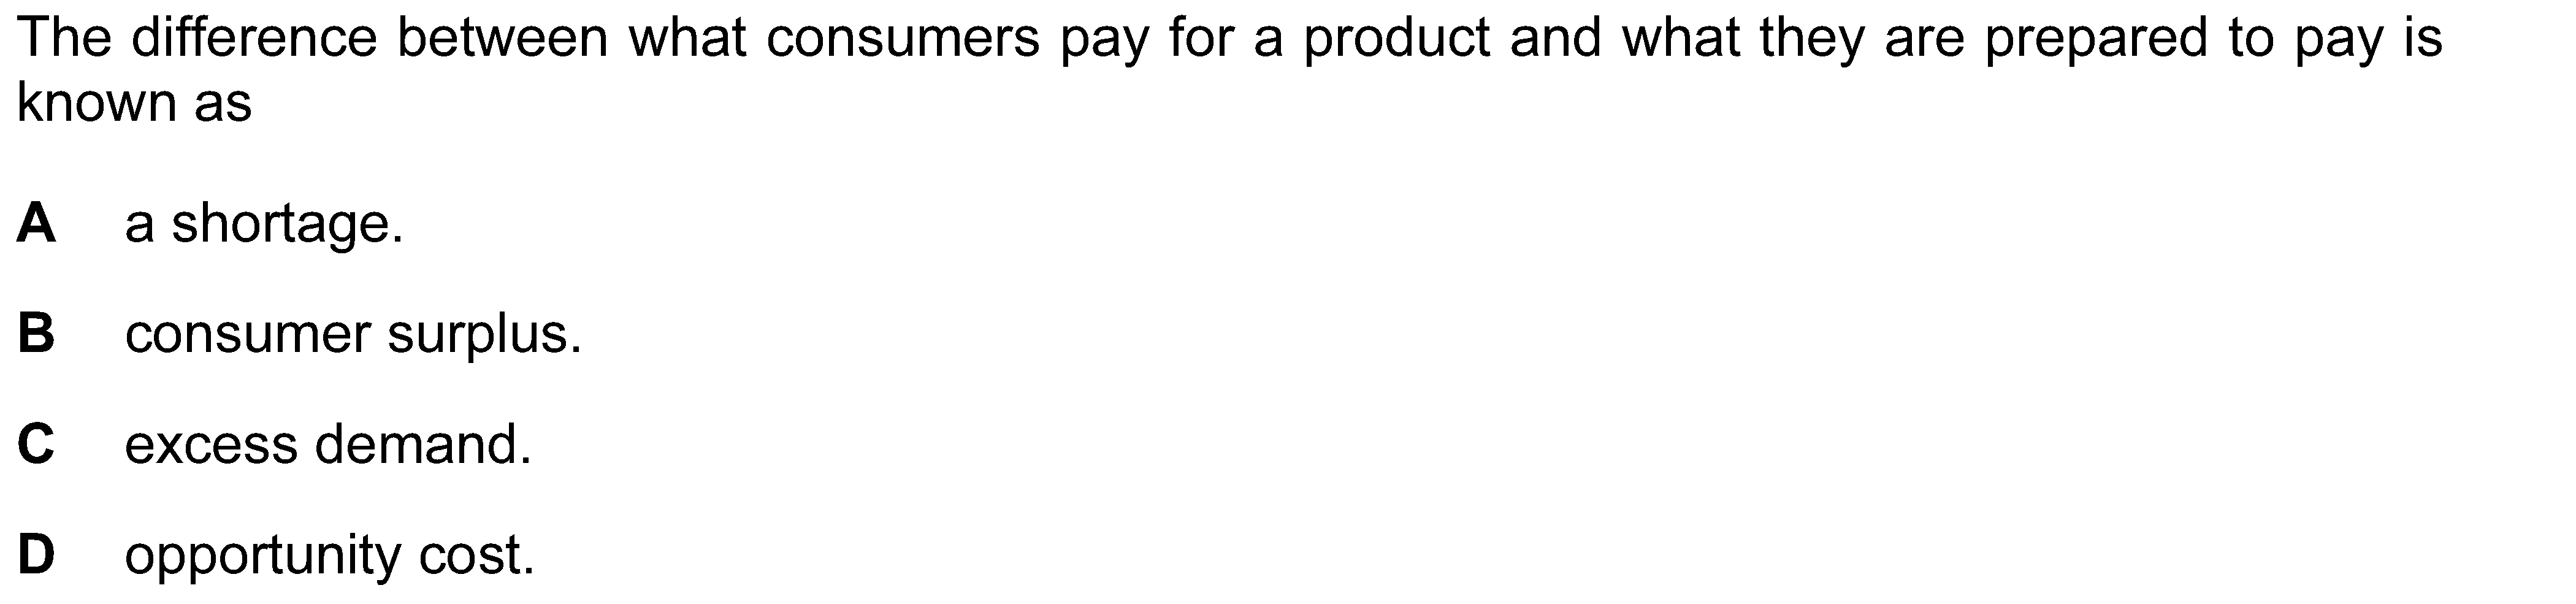 The difference between what consumers pay for a product and what they are prepared to pay is
known as
A a shortage.
B consumer surplus.
C excess demand.
D opportunity cost.